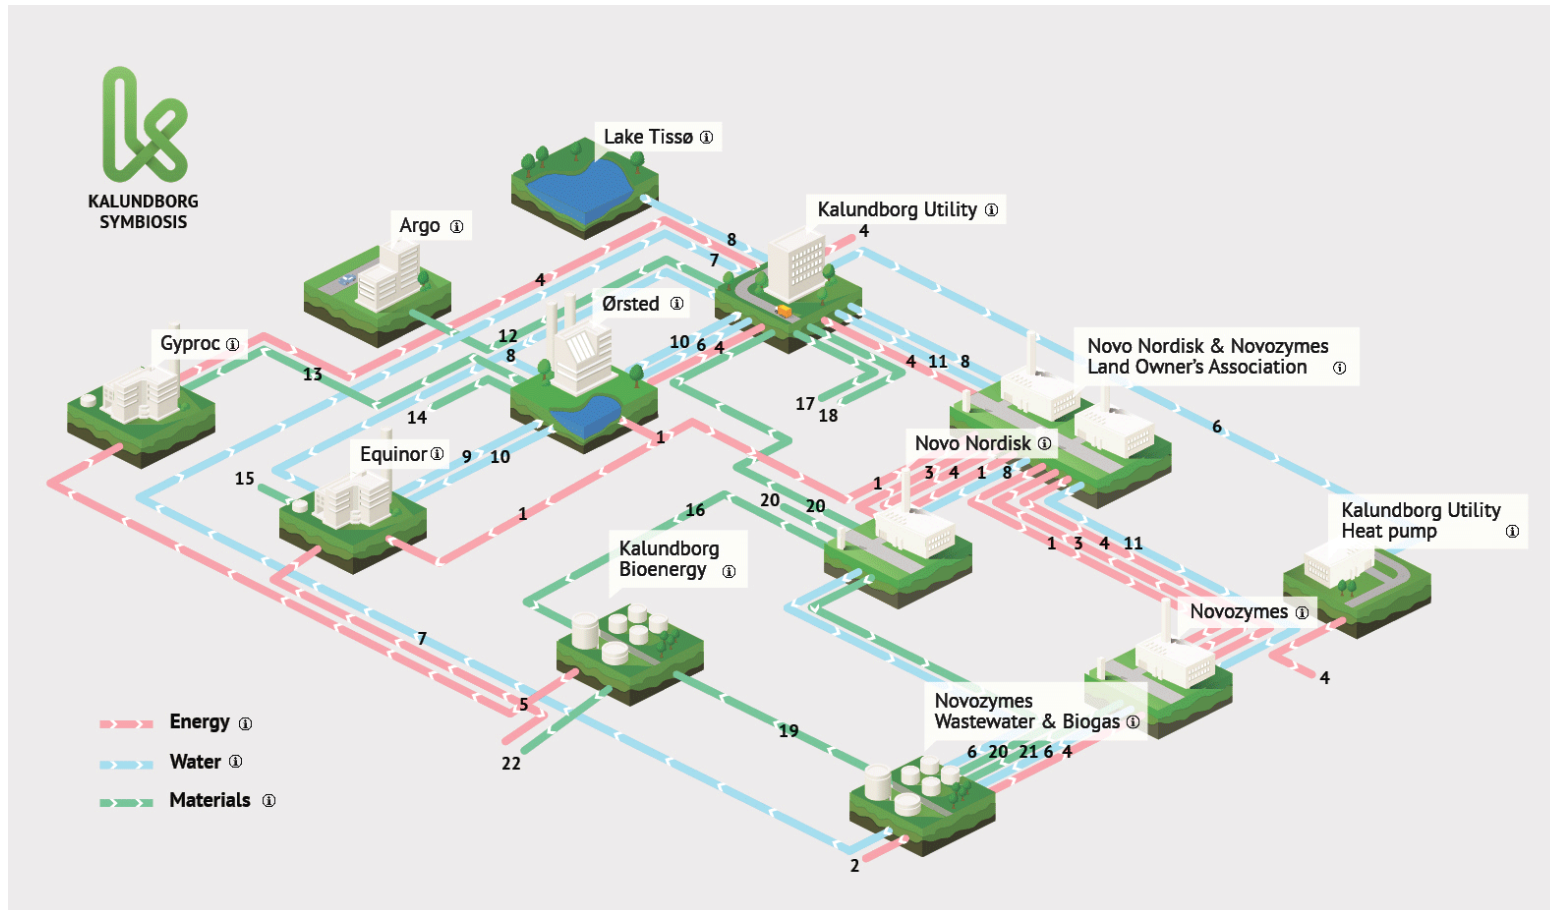 KALUNDBORG
SYMBIOSIS
Lake Tissø
Kalundborg Utility
4
8
7
Argo
4
Ørsted
12
8
10 6 4
Gyproc
13
14
4 11 8
Novo Nordisk & Novozymes
Land Owner's Association
17
18
6
Equinor
9 10
1
15
Novo Nordisk
1
3 4 1 8
1
16
20
20
Kalundborg Utility
Heat pump
1 3 4 11
Kalundborg
Bioenergy
Novozymes
7
4
5
Energy
Water
Materials
22
19
Novozymes
Wastewater & Biogas
6 20 21 6 4
2